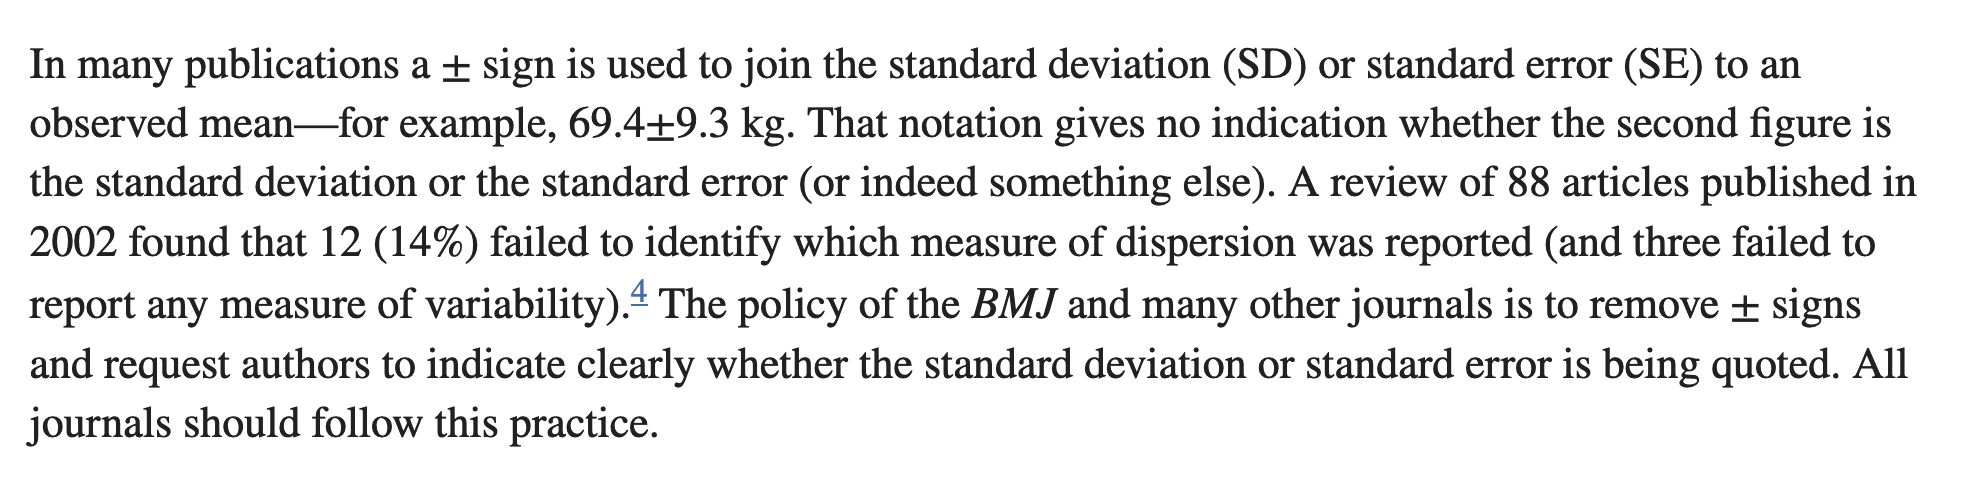 In many publications a ± sign is used to join the standard deviation (SD) or standard error (SE) to an
observed mean—for example, 69.4±9.3 kg. That notation gives no indication whether the second figure is
the standard deviation or the standard error (or indeed something else). A review of 88 articles published in
2002 found that 12 (14%) failed to identify which measure of dispersion was reported (and three failed to
report any measure of variability).4 The policy of the BMJ and many other journals is to remove ± signs
and request authors to indicate clearly whether the standard deviation or standard error is being quoted. All
journals should follow this practice.